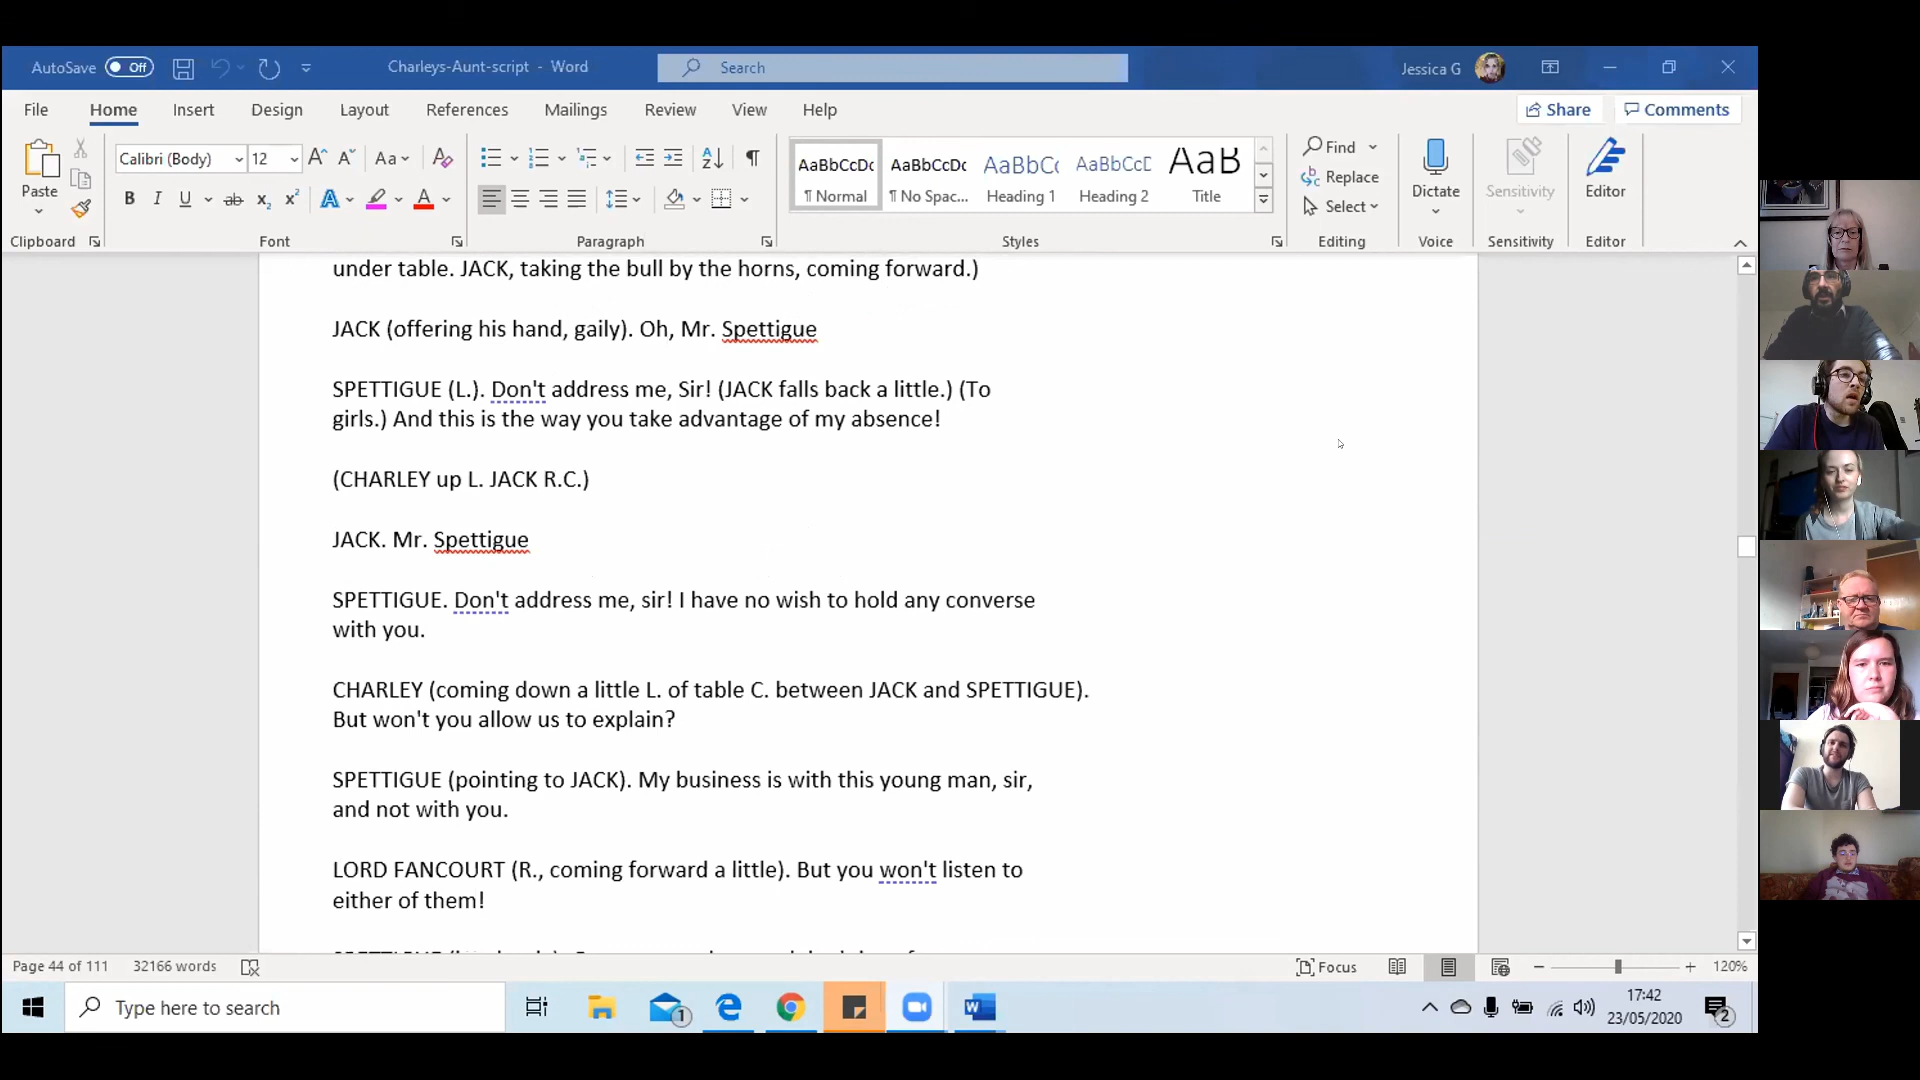 AutoSave Off Charleys-Aunt-script - Word Search Jessica G
File Home Insert Design Layout References Mailings Review View Help Share Comments
Calibri (Body) 12 Aa AaBbCcDc AaBbCcDc AaBbCc AaBbCcD AaB Find
Paste ¶ Normal ¶ No Spac... Heading 1 Heading 2 Title Replace Dictate Sensitivity Editor
B I U ab x₂ x² A A Select
Clipboard Font Paragraph Styles Editing Voice Sensitivity Editor
under table. JACK, taking the bull by the horns, coming forward.)
JACK (offering his hand, gaily). Oh, Mr. Spettigue
SPETTIGUE (L.). Don't address me, Sir! (JACK falls back a little.) (To
girls.) And this is the way you take advantage of my absence!
(CHARLEY up L. JACK R.C.)
JACK. Mr. Spettigue
SPETTIGUE. Don't address me, sir! I have no wish to hold any converse
with you.
CHARLEY (coming down a little L. of table C. between JACK and SPETTIGUE).
But won't you allow us to explain?
SPETTIGUE (pointing to JACK). My business is with this young man, sir,
and not with you.
LORD FANCOURT (R., coming forward a little). But you won't listen to
either of them!
Page 44 of 111 32166 words Focus 120%
Type here to search 1 17:42
23/05/2020 2